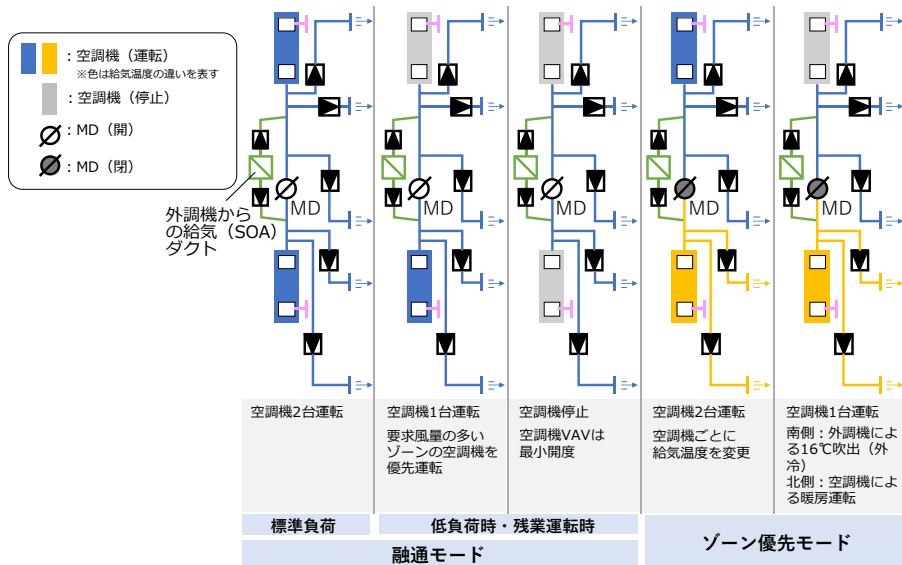 ：空調機（運転）
※色は給気温度の違いを表す
：空調機（停止）
：MD（開）
：MD（閉）
外調機から
の給気（SOA）
ダクト
MD
MD
MD
MD
MD
空調機2台運転
空調機1台運転
要求風量の多い
ゾーンの空調機を
優先運転
空調機停止
空調機VAVは
最小開度
空調機2台運転
空調機ごとに
給気温度を変更
空調機1台運転
南側：外調機によ
る16℃吹出（外
冷）
北側：空調機によ
る暖房運転
標準負荷
低負荷時・残業運転時
融通モード
ゾーン優先モード